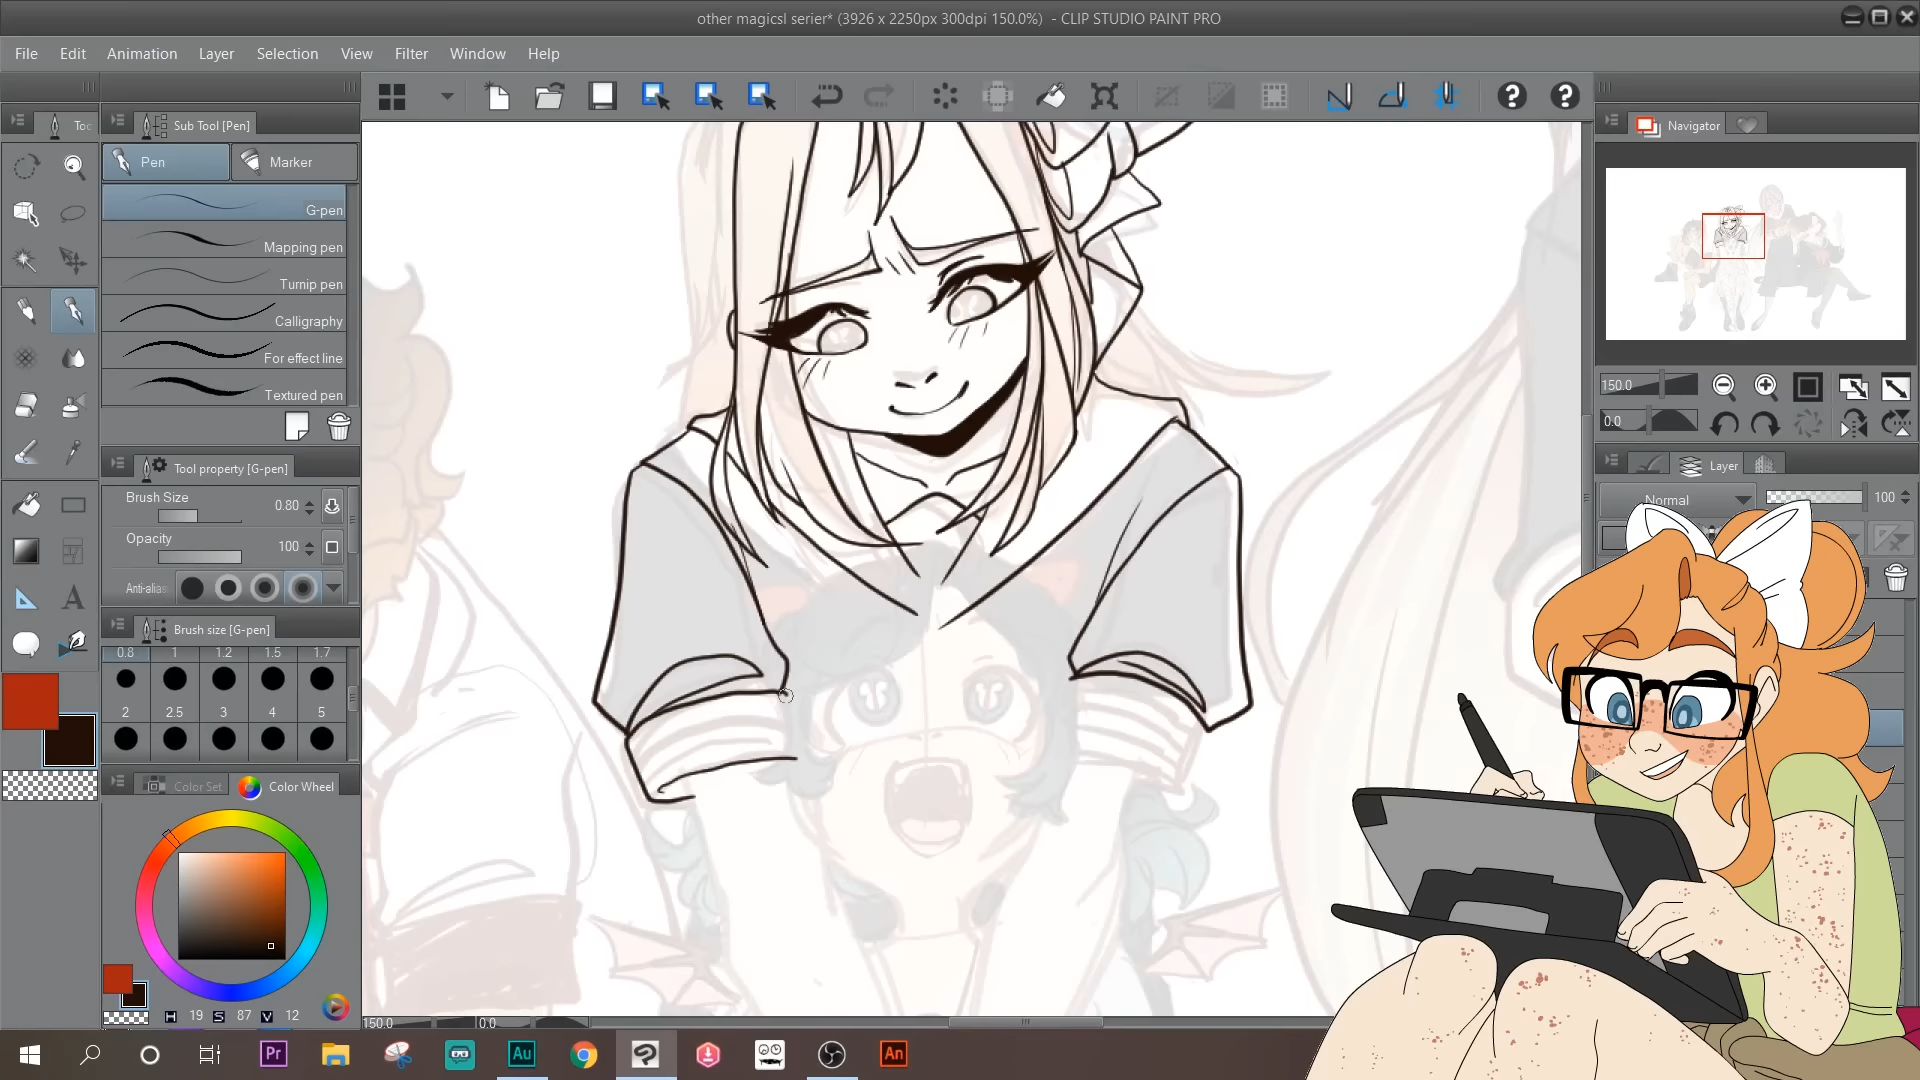 other magicsl serier* (3926 x 2250px 300dpi 150.0%) - CLIP STUDIO PAINT PRO
File Edit Animation Layer Selection View Filter Window Help
Toc
Sub Tool [Pen]
Navigator
Pen
Marker
G-pen
Mapping pen
Turnip pen
Calligraphy
For effect line
Textured pen
150.0
0.0
Tool property [G-pen]
Layer
Brush Size 0.80
Normal 100
Opacity 100
Anti-alias
A
Brush size [G-pen]
0.8 1 1.2 1.5 1.7
2 2.5 3 4 5
Color Set
Color Wheel
H 19 S 87 V 12
150.0 0.0
Pr
Au
An